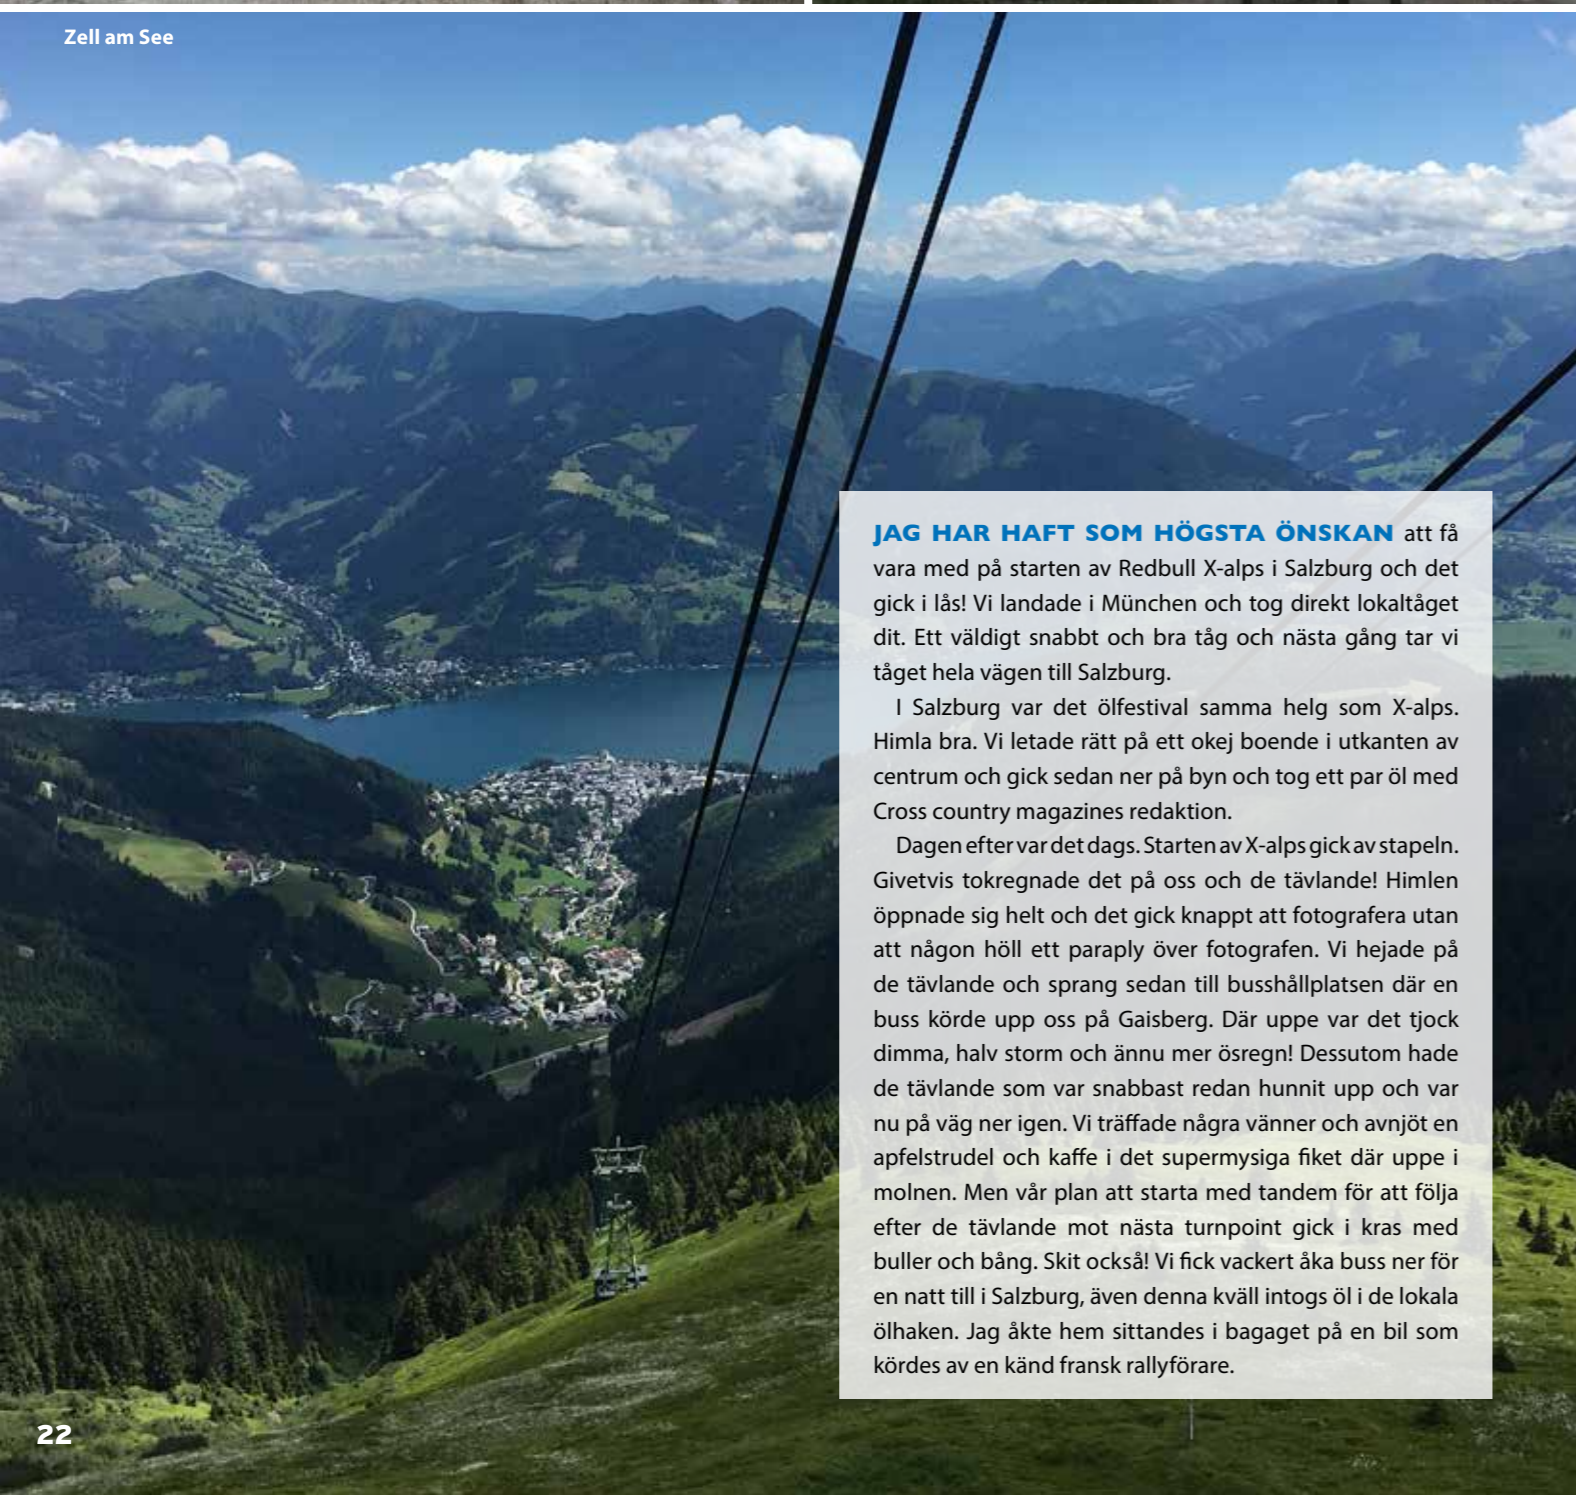 Zell am See
JAG HAR HAFT SOM HÖGSTA ÖNSKAN att få
vara med på starten av Redbull X-alps i Salzburg och det
gick i lås! Vi landade i München och tog direkt lokaltåget
dit. Ett väldigt snabbt och bra tåg och nästa gång tar vi
tåget hela vägen till Salzburg.
I Salzburg var det ölfestival samma helg som X-alps.
Himla bra. Vi letade rätt på ett okej boende i utkanten av
centrum och gick sedan ner på byn och tog ett par öl med
Cross country magazines redaktion.
Dagen efter var det dags. Starten av X-alps gick av stapeln.
Givetvis tokregnade det på oss och de tävlande! Himlen
öppnade sig helt och det gick knappt att fotografera utan
att någon höll ett paraply över fotografen. Vi hejade på
de tävlande och sprang sedan till busshållplatsen där en
buss körde upp oss på Gaisberg. Där uppe var det tjock
dimma, halv storm och ännu mer ösregn! Dessutom hade
de tävlande som var snabbast redan hunnit upp och var
nu på väg ner igen. Vi träffade några vänner och avnjöt en
apfelstrudel och kaffe i det supermysiga fiket där uppe i
molnen. Men vår plan att starta med tandem för att följa
efter de tävlande mot nästa turnpoint gick i kras med
buller och bång. Skit också! Vi fick vackert åka buss ner för
en natt till i Salzburg, även denna kväll intogs öl i de lokala
ölhaken. Jag åkte hem sittandes i bagaget på en bil som
kördes av en känd fransk rallyförare.
22